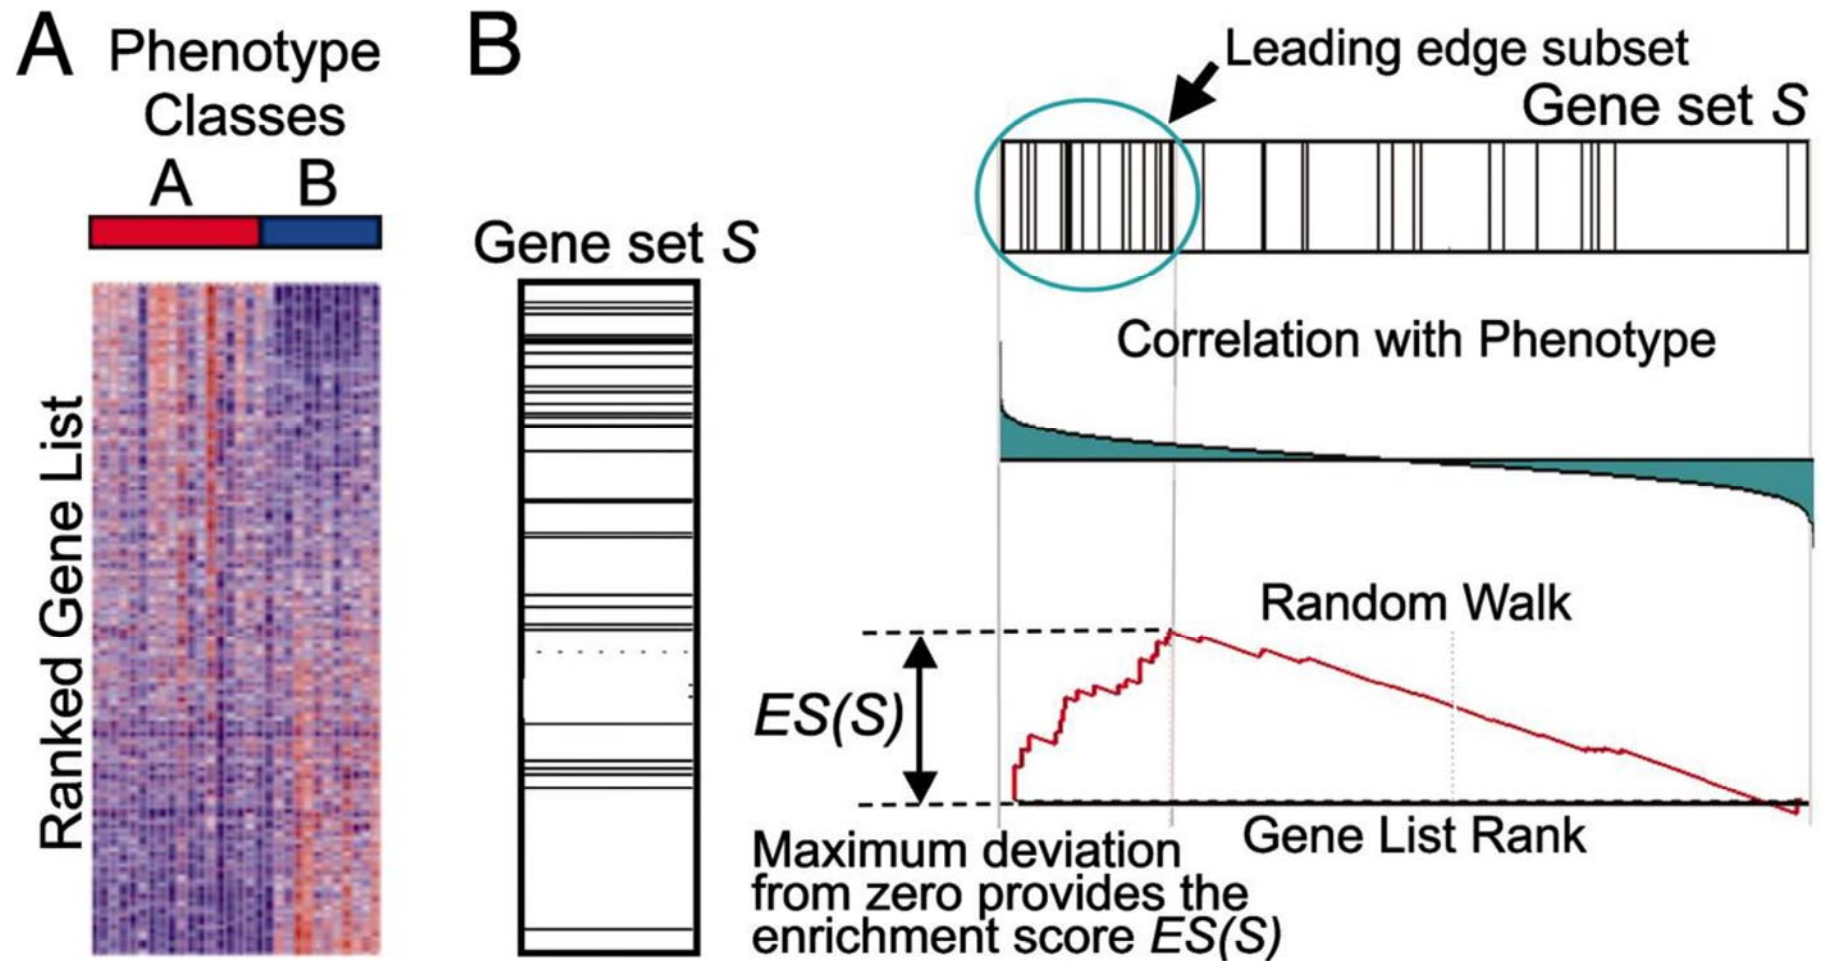 A
Phenotype
Classes
A B
Ranked Gene List
B
Gene set S
Leading edge subset
Gene set S
Correlation with Phenotype
Random Walk
ES(S)
Gene List Rank
Maximum deviation
from zero provides the
enrichment score ES(S)